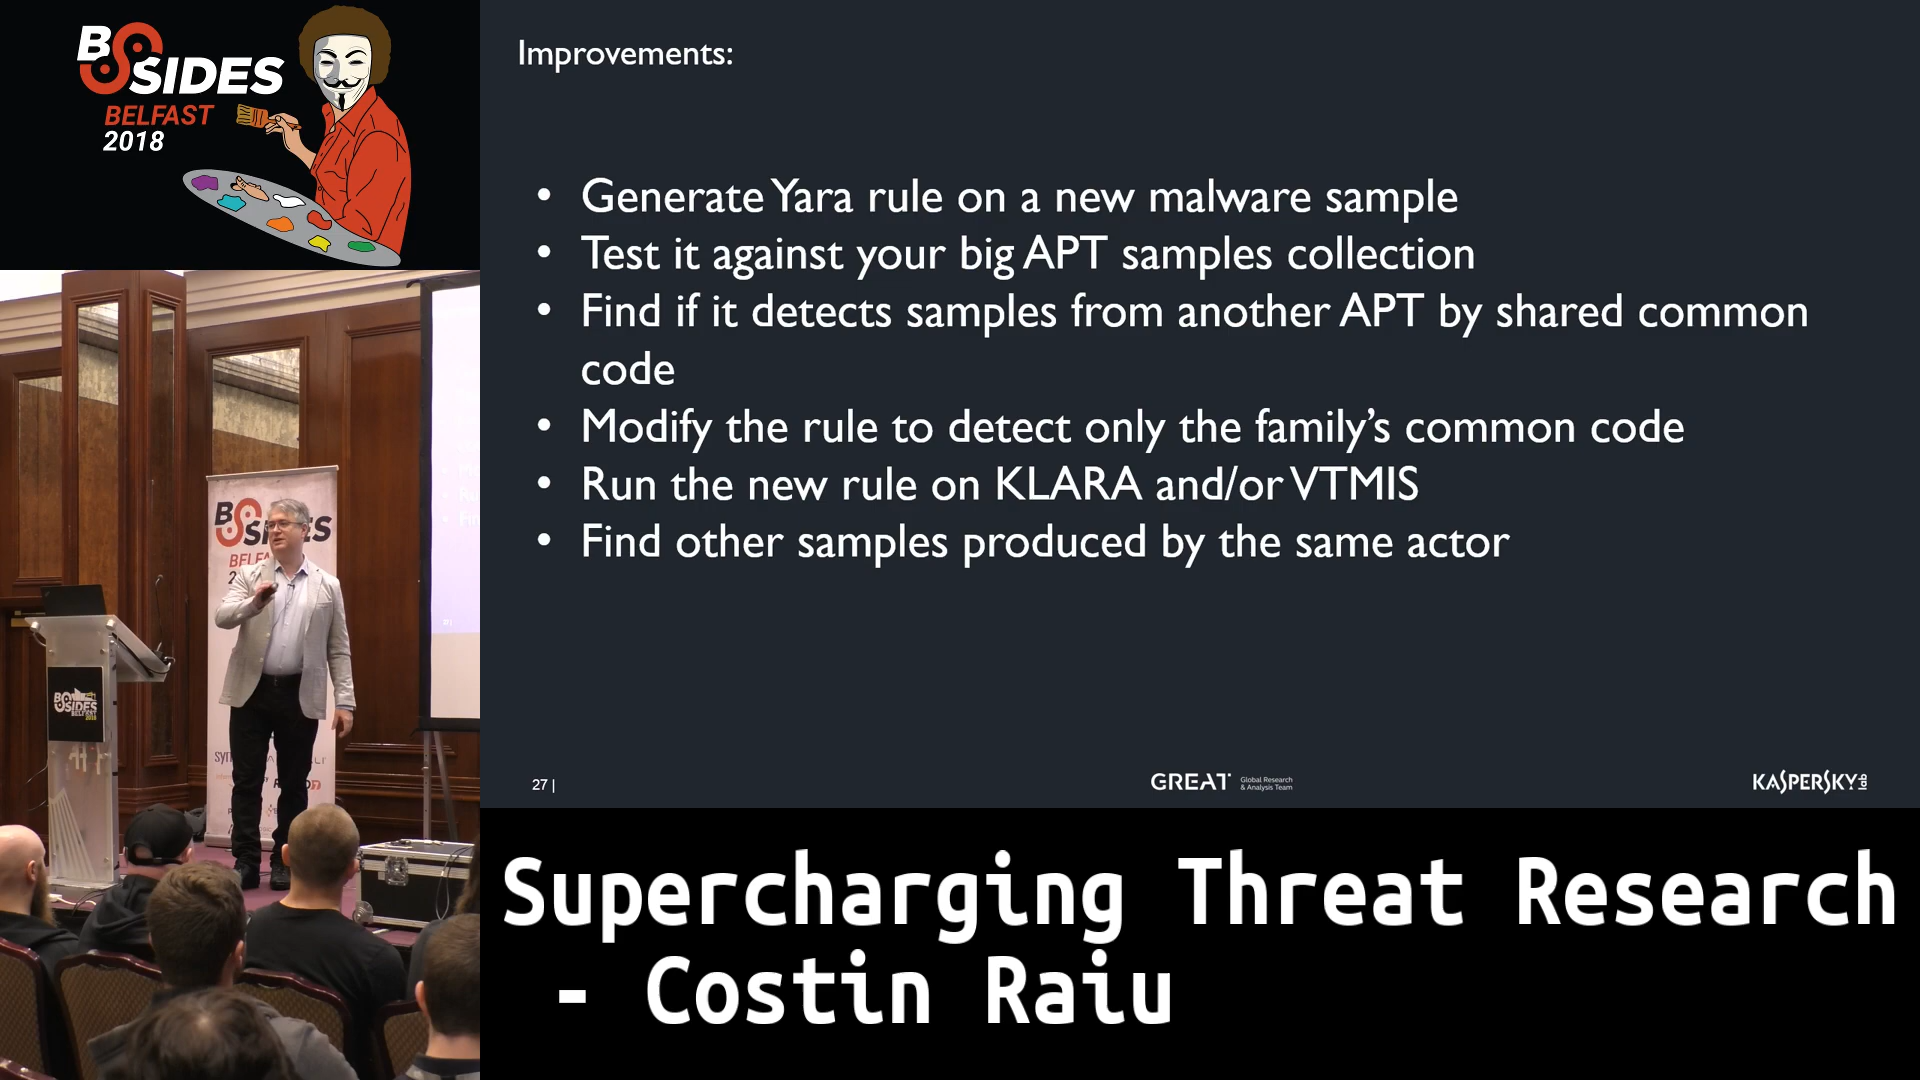 BSIDES
BELFAST
2018
Improvements:
• Generate Yara rule on a new malware sample
• Test it against your big APT samples collection
• Find if it detects samples from another APT by shared common
code
• Modify the rule to detect only the family’s common code
• Run the new rule on KLARA and/or VTMIS
• Find other samples produced by the same actor
27 |
GREAT Global Research
& Analysis Team
KASPERSKY lab
BSIDES
BELFAST
2018
Supercharging Threat Research
- Costin Raiu